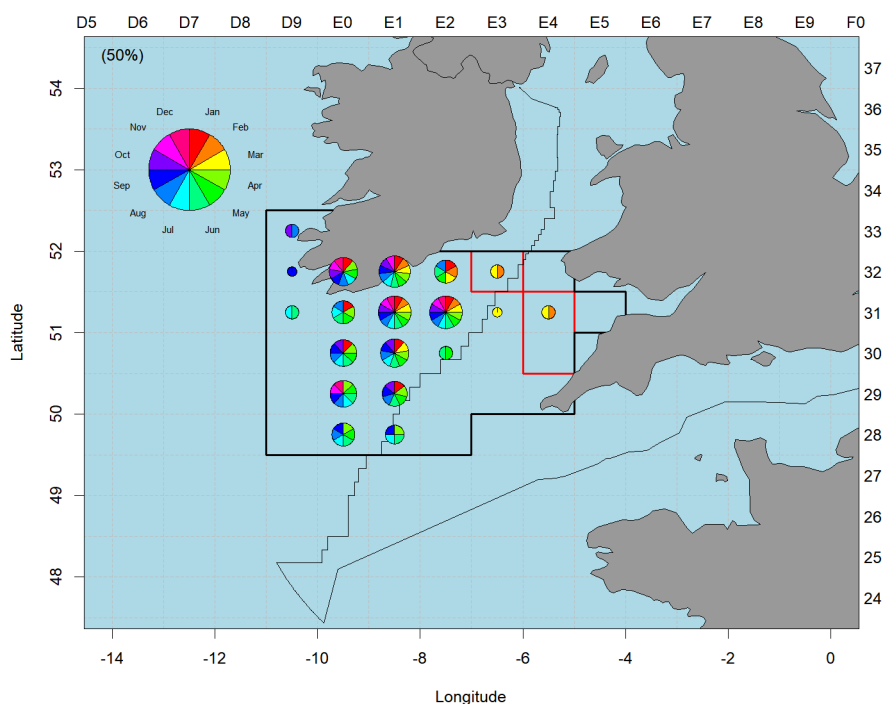 D5 D6 D7 D8 D9 E0 E1 E2 E3 E4 E5 E6 E7 E8 E9 F0
(50%)
37
54
36
Dec Jan
Nov Feb
35
53
Oct Mar
34
Sep Apr
Aug May
33
Jul Jun
52
32
31
51
30
29
50
28
27
49
26
25
48
24
Latitude
-14 -12 -10 -8 -6 -4 -2 0
Longitude